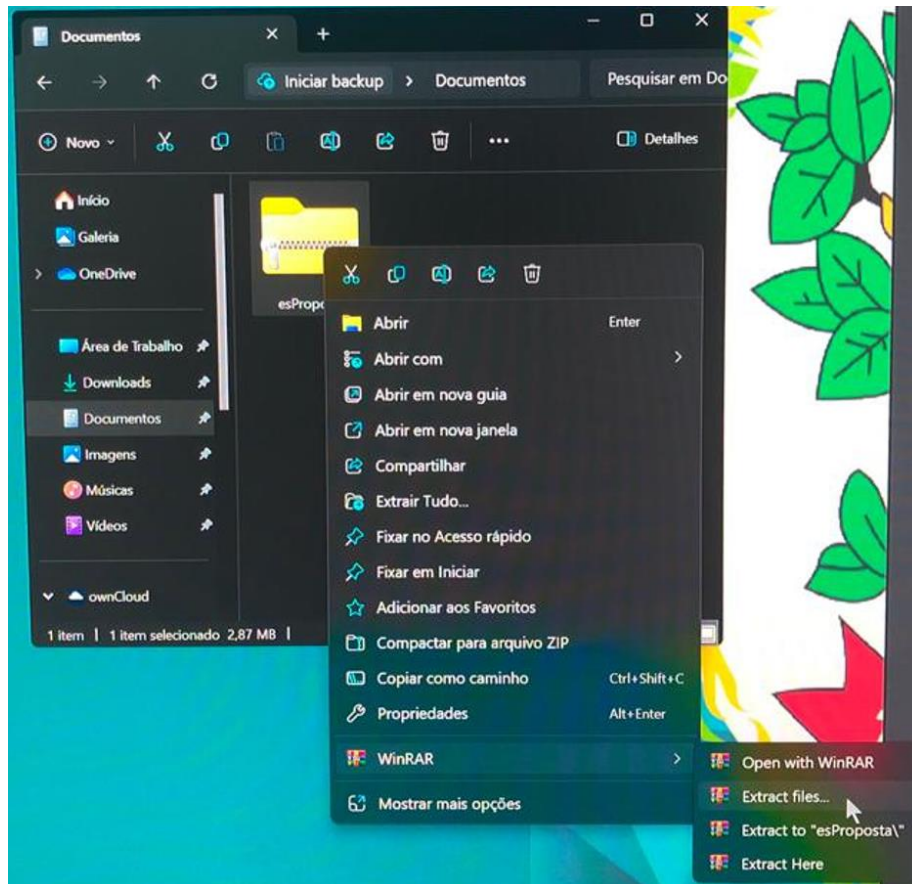 Documentos
Iniciar backup > Documentos
Pesquisar em Do
Novo
Detalhes
Início
Galeria
OneDrive
Área de Trabalho
Downloads
Documentos
Imagens
Músicas
Vídeos
ownCloud
1 item | 1 item selecionado 2,87 MB |
esPropo
Abrir Enter
Abrir com
Abrir em nova guia
Abrir em nova janela
Compartilhar
Extrair Tudo...
Fixar no Acesso rápido
Fixar em Iniciar
Adicionar aos Favoritos
Compactar para arquivo ZIP
Copiar como caminho Ctrl+Shift+C
Propriedades Alt+Enter
WinRAR
Mostrar mais opções
Open with WinRAR
Extract files...
Extract to "esProposta\"
Extract Here